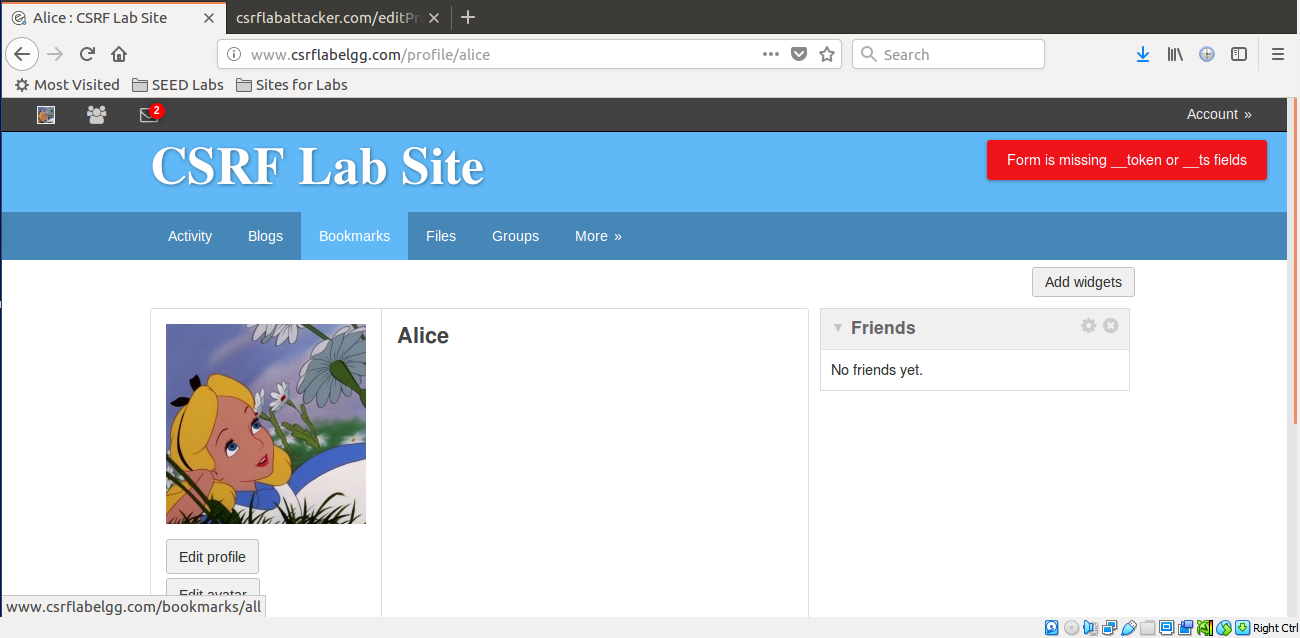 Alice : CSRF Lab Site
csrflabattacker.com/editPr
www.csrflabelgg.com/profile/alice
Search
Most Visited
SEED Labs
Sites for Labs
2
Account »
CSRF Lab Site
Form is missing __token or __ts fields
Activity
Blogs
Bookmarks
Files
Groups
More »
Add widgets
Alice
Friends
No friends yet.
Edit profile
Edit avatar
www.csrflabelgg.com/bookmarks/all
Right Ctrl